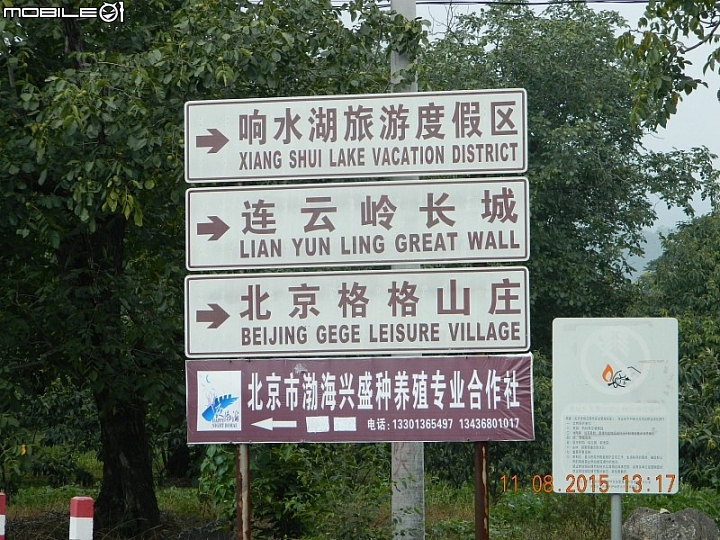 MOBILE01
响水湖旅游度假区
XIANG SHUI LAKE VACATION DISTRICT
连云岭长城
LIAN YUN LING GREAT WALL
北京格格山庄
BEIJING GEGE LEISURE VILLAGE
北京市渤海兴盛种养殖专业合作社
电话: 13301365497 13436801017
11 08 2015 13 17